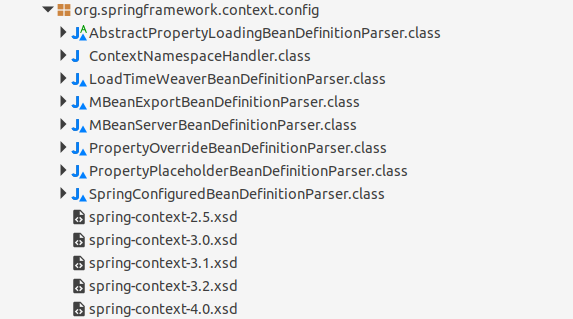 org.springframework.context.config
AbstractPropertyLoadingBeanDefinitionParser.class
ContextNamespaceHandler.class
LoadTimeWeaverBeanDefinitionParser.class
MBeanExportBeanDefinitionParser.class
MBeanServerBeanDefinitionParser.class
PropertyOverrideBeanDefinitionParser.class
PropertyPlaceholderBeanDefinitionParser.class
SpringConfiguredBeanDefinitionParser.class
spring-context-2.5.xsd
spring-context-3.0.xsd
spring-context-3.1.xsd
spring-context-3.2.xsd
spring-context-4.0.xsd